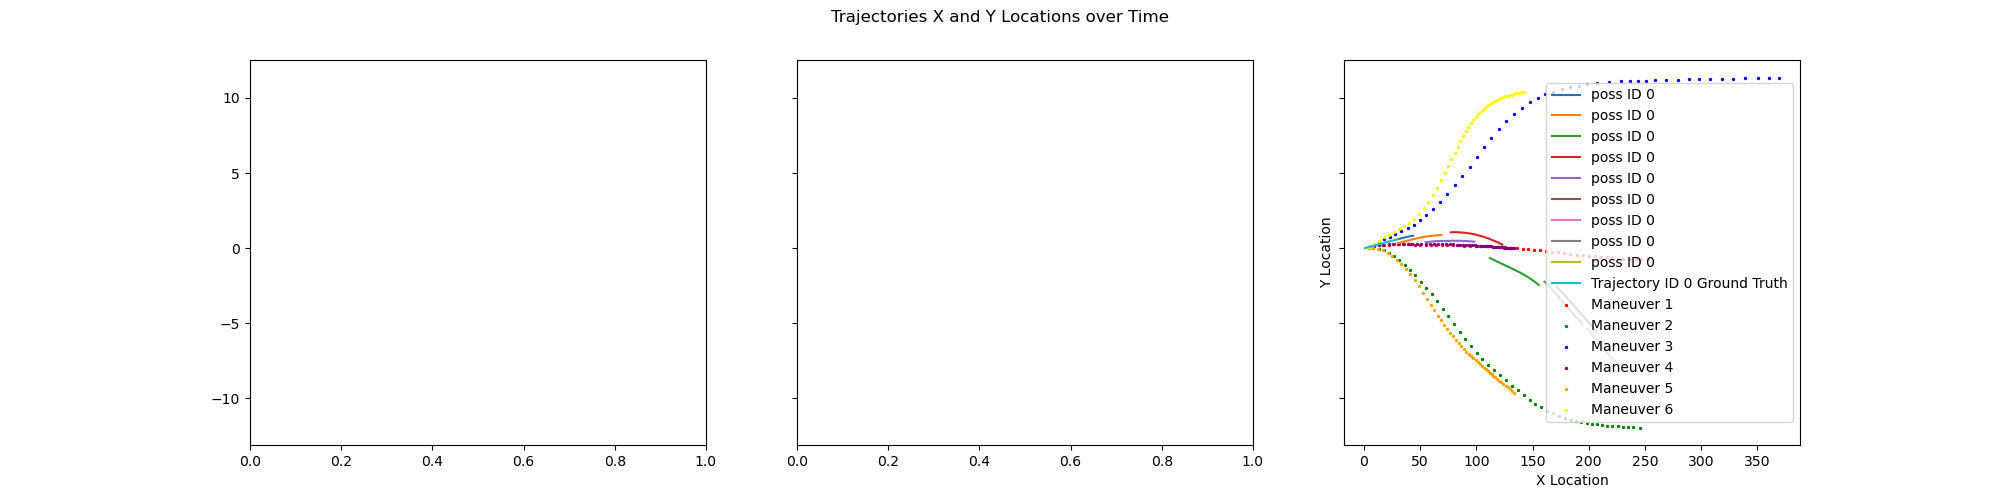 Trajectories X and Y Locations over Time
10
5
0
−5
−10
0.0 0.2 0.4 0.6 0.8 1.0
0.0 0.2 0.4 0.6 0.8 1.0
Y Location
poss ID 0
poss ID 0
poss ID 0
poss ID 0
poss ID 0
poss ID 0
poss ID 0
poss ID 0
poss ID 0
Trajectory ID 0 Ground Truth
Maneuver 1
Maneuver 2
Maneuver 3
Maneuver 4
Maneuver 5
Maneuver 6
0 50 100 150 200 250 300 350
X Location